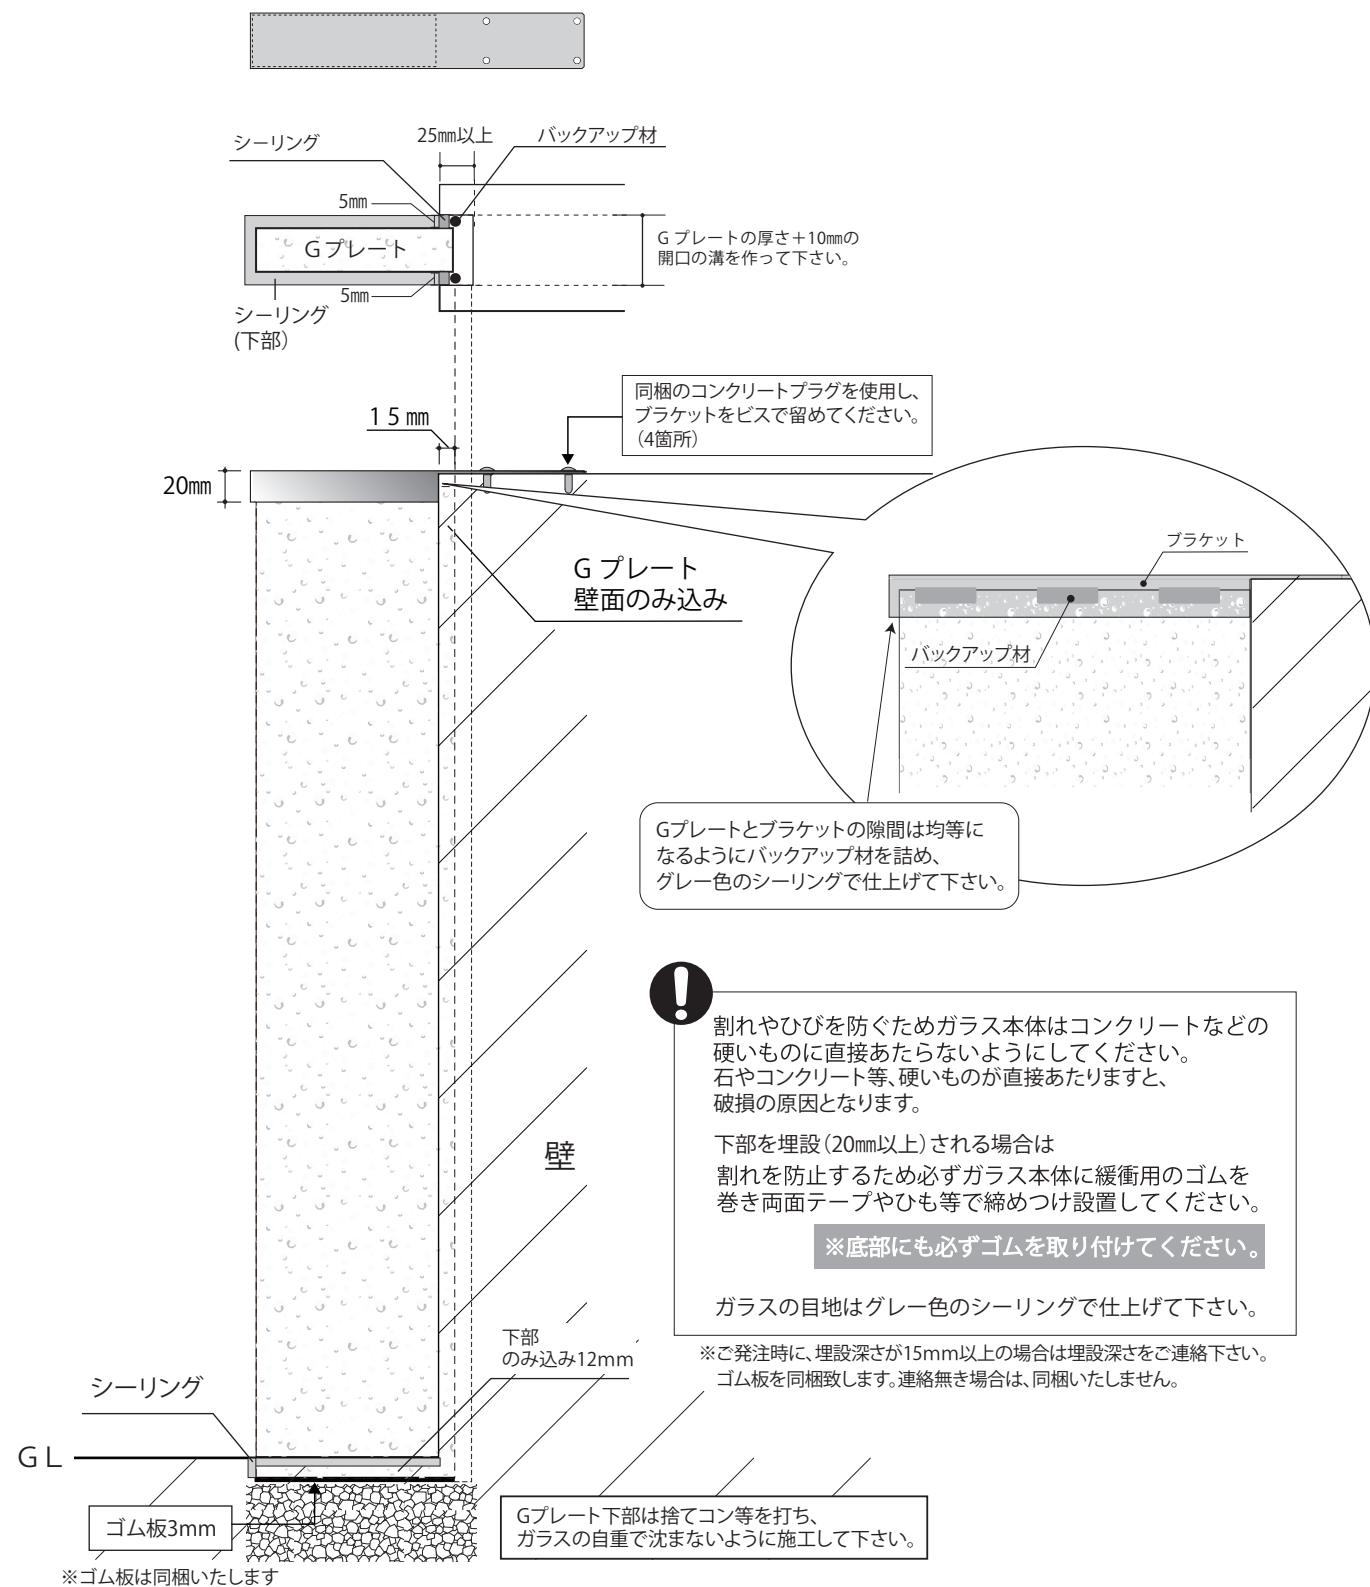 シーリング
25㎜以上
バックアップ材
5㎜
Gプレート
G プレートの厚さ+10㎜の
開口の溝を作って下さい。
5㎜
シーリング
(下部）
同梱のコンクリートプラグを使用し、
ブラケットをビスで留めてください。
（4箇所）
15㎜
20㎜
G プレート
壁面のみ込み
ブラケット
バックアップ材
Gプレートとブラケットの隙間は均等に
なるようにバックアップ材を詰め、
グレー色のシーリングで仕上げて下さい。
割れやひびを防ぐためガラス本体はコンクリートなどの
硬いものに直接あたらないようにしてください。
石やコンクリート等、硬いものが直接あたりますと、
破損の原因となります。
壁
下部を埋設（20㎜以上）される場合は
割れを防止するため必ずガラス本体に緩衝用のゴムを
巻き両面テープやひも等で締めつけ設置してください。
※底部にも必ずゴムを取り付けてください。
ガラスの目地はグレー色のシーリングで仕上げて下さい。
※ご発注時に、埋設深さが15mm以上の場合は埋設深さをご連絡下さい。
ゴム板を同梱致します。連絡無き場合は、同梱いたしません。
下部
のみ込み12mm
シーリング
GL
ゴム板3mm
※ゴム板は同梱いたします
Gプレート下部は捨てコン等を打ち、
ガラスの自重で沈まないように施工して下さい。